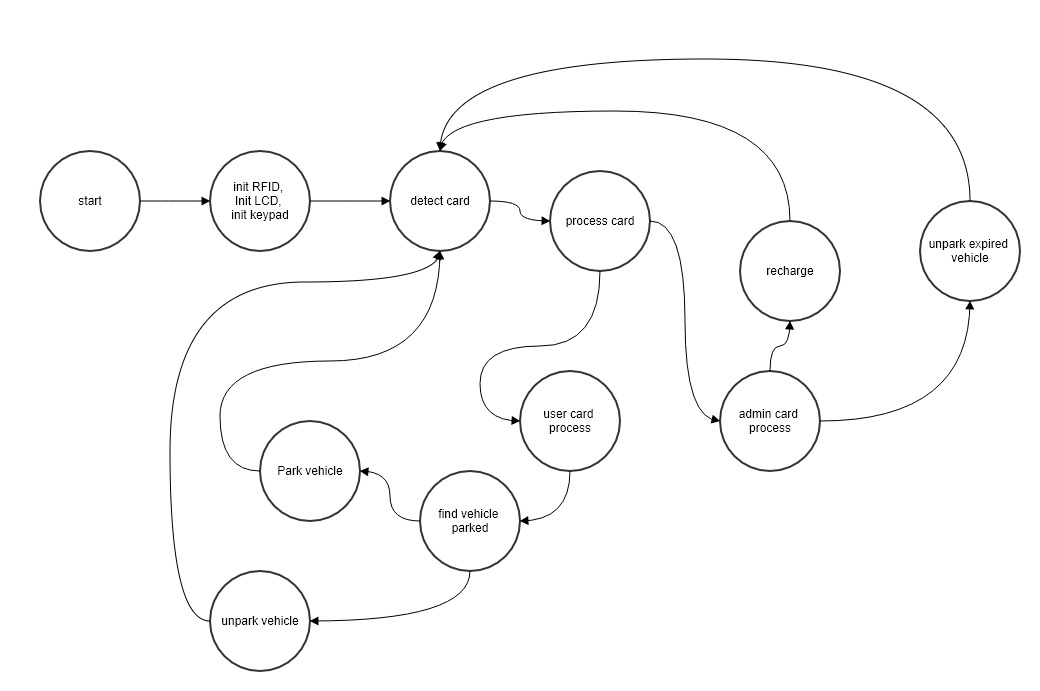 start
init RFID,
Init LCD,
init keypad
detect card
process card
recharge
unpark expired
vehicle
user card
process
admin card
process
Park vehicle
find vehicle
parked
unpark vehicle